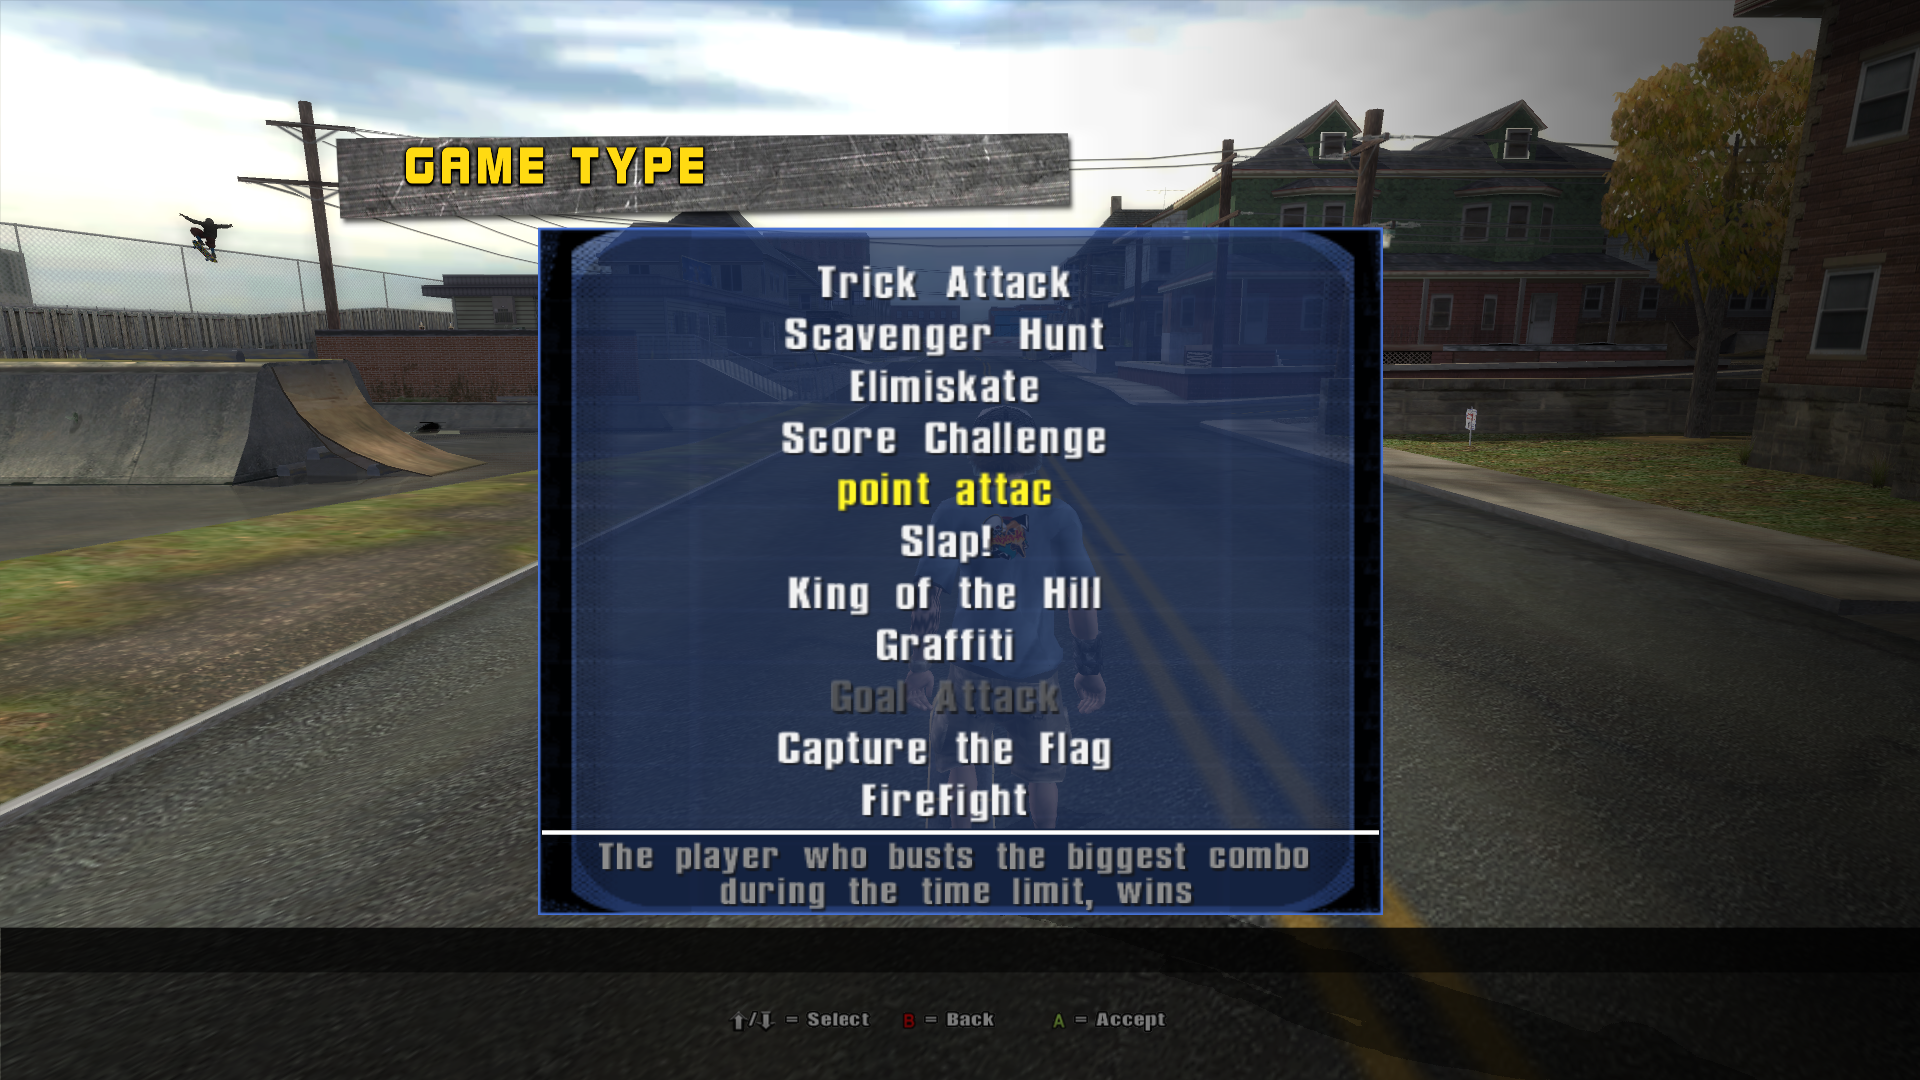 GAME TYPE
Trick Attack
Scavenger Hunt
Elimiskate
Score Challenge
point attac
Slap!
King of the Hill
Graffiti
Goal Attack
Capture the Flag
FireFight
The player who busts the biggest combo
during the time limit, wins
⬆/⬇ = Select B = Back A = Accept